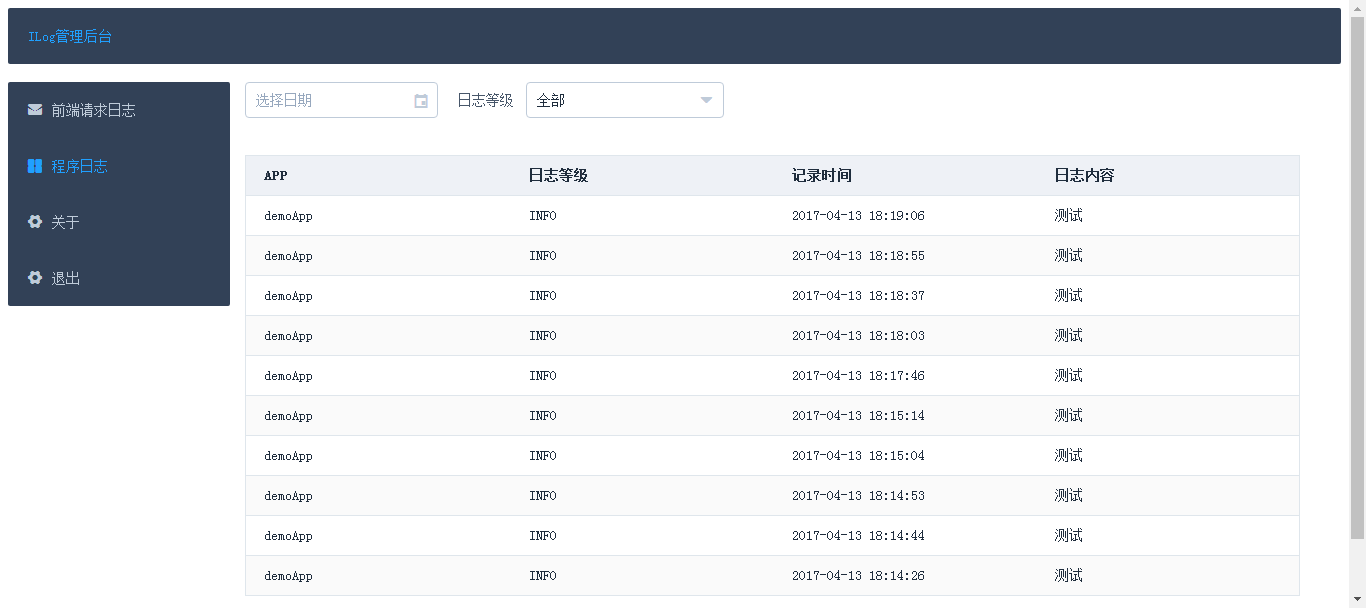 ILog管理后台
前端请求日志
程序日志
关于
退出
选择日期 日志等级 全部
APP 日志等级 记录时间 日志内容
demoApp INFO 2017-04-13 18:19:06 测试
demoApp INFO 2017-04-13 18:18:55 测试
demoApp INFO 2017-04-13 18:18:37 测试
demoApp INFO 2017-04-13 18:18:03 测试
demoApp INFO 2017-04-13 18:17:46 测试
demoApp INFO 2017-04-13 18:15:14 测试
demoApp INFO 2017-04-13 18:15:04 测试
demoApp INFO 2017-04-13 18:14:53 测试
demoApp INFO 2017-04-13 18:14:44 测试
demoApp INFO 2017-04-13 18:14:26 测试